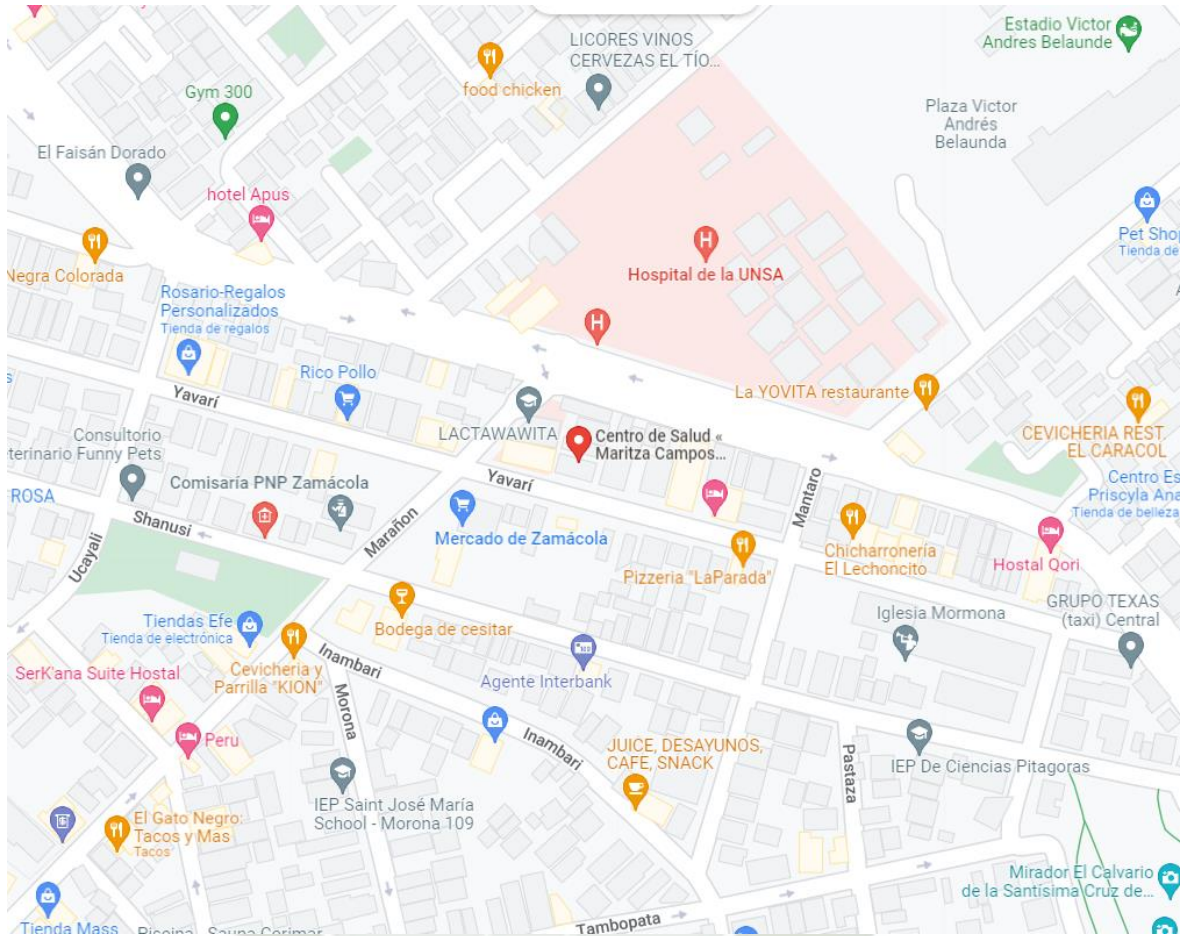 Estadio Victor
Andres Belaunde
LICORES VINOS
CERVEZAS EL TÍO...
food chicken
Gym 300
Plaza Victor
Andrés
Belaunda
El Faisán Dorado
hotel Apus
Pet Shop
Tienda de
Negra Colorada
H
Hospital de la UNSA
Rosario-Regalos
Personalizados
Tienda de regalos
H
Rico Pollo
La YOVITA restaurante
Yavarí
LACTAWAWITA
Centro de Salud «
Maritza Campos...
CEVICHERIA REST.
EL CARACOL
Consultorio
terinario Funny Pets
Yavarí
Mantaro
Centro Es
Priscyla Ana
Tienda de belleza
ROSA
Comisaría PNP Zamácola
Shanusi
Marañon
Mercado de Zamácola
Ucayali
Pizzeria "LaParada"
Chicharroneria
El Lechoncito
Hostal Qori
Tiendas Efe
Tienda de electrónica
Bodega de cesitar
Iglesia Mormona
GRUPO TEXAS
(taxi) Central
Inambari
SerK'ana Suite Hostal
Cevicheria y
Parrilla "KION"
Agente Interbank
Morona
Peru
Inambari
JUICE, DESAYUNOS,
CAFE, SNACK
Pastaza
IEP De Ciencias Pitagoras
IEP Saint José María
School - Morona 109
El Gato Negro:
Tacos y Mas
Tacos
Mirador El Calvario
de la Santísima Cruz de...
Tienda Mass
Piscina - Sauna Corimar
Tambopata